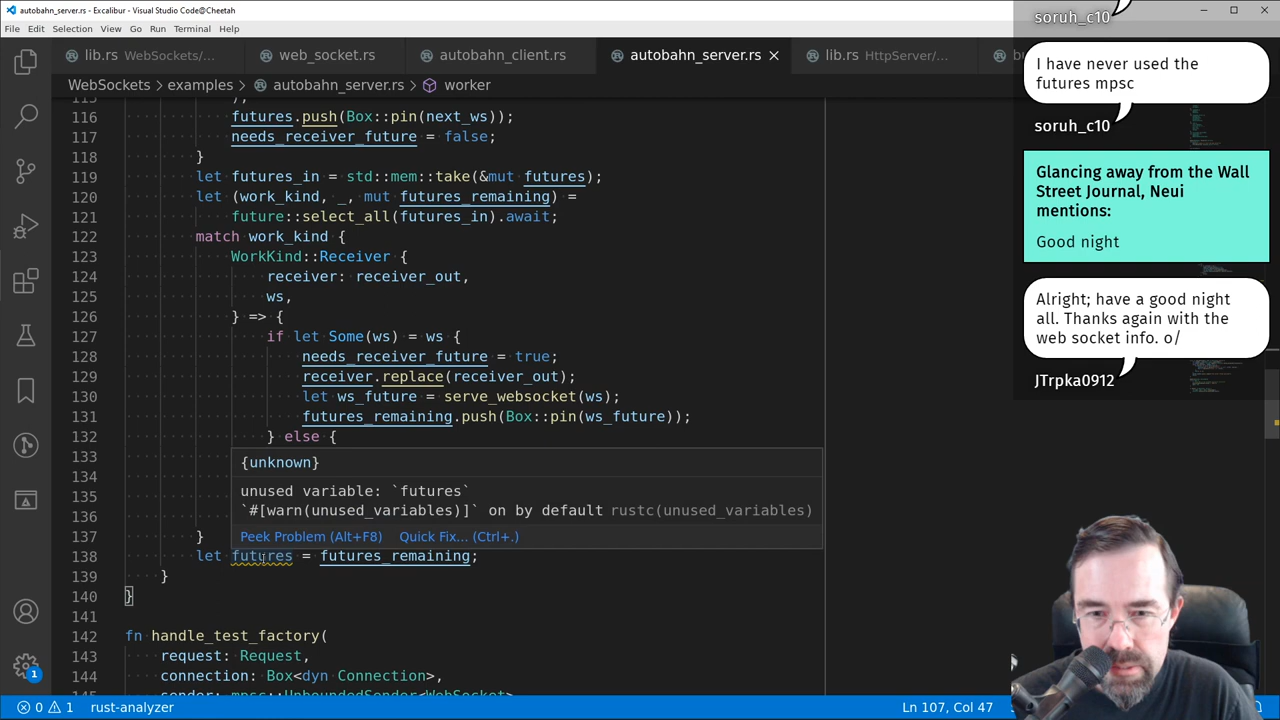 autobahn_server.rs - Excalibur - Visual Studio Code@Cheetah
File Edit Selection View Go Run Terminal Help
lib.rs WebSockets/... web_socket.rs autobahn_client.rs autobahn_server.rs lib.rs HttpServer/...
WebSockets > examples > autobahn_server.rs > worker
116 futures.push(Box::pin(next_ws));
117 needs_receiver_future = false;
118 }
119 let futures_in = std::mem::take(&mut futures);
120 let (work_kind, _, mut futures_remaining) =
121 future::select_all(futures_in).await;
122 match work_kind {
123 WorkKind::Receiver {
124 receiver: receiver_out,
125 ws,
126 } => {
127 if let Some(ws) = ws {
128 needs_receiver_future = true;
129 receiver.replace(receiver_out);
130 let ws_future = serve_websocket(ws);
131 futures_remaining.push(Box::pin(ws_future));
132 } else {
133
134
135
136
{unknown}
unused variable: `futures`
`#[warn(unused_variables)]` on by default rustc(unused_variables)
Peek Problem (Alt+F8) Quick Fix... (Ctrl+.)
137 }
138 let futures = futures_remaining;
139 }
140 }
141
142 fn handle_test_factory(
143 request: Request,
144 connection: Box<dyn Connection>,
145 sender: mpsc::UnboundedSender<WebSocket>
1
0 1 rust-analyzer Ln 107, Col 47
soruh_c10
I have never used the
futures mpsc
soruh_c10
Glancing away from the Wall
Street Journal, Neui
mentions:
Good night
Alright; have a good night
all. Thanks again with the
web socket info. o/
JTrpka0912